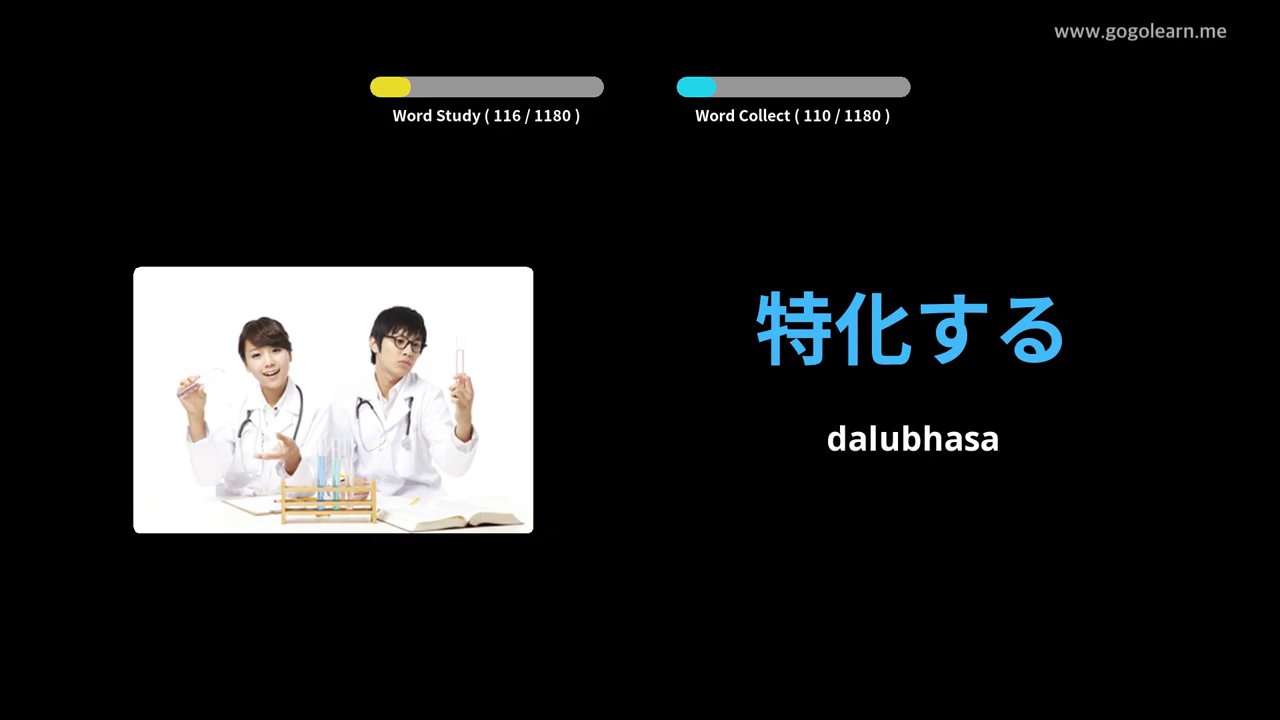 www.gogolearn.me
Word Study ( 116 / 1180 )
Word Collect ( 110 / 1180 )
特化する
dalubhasa